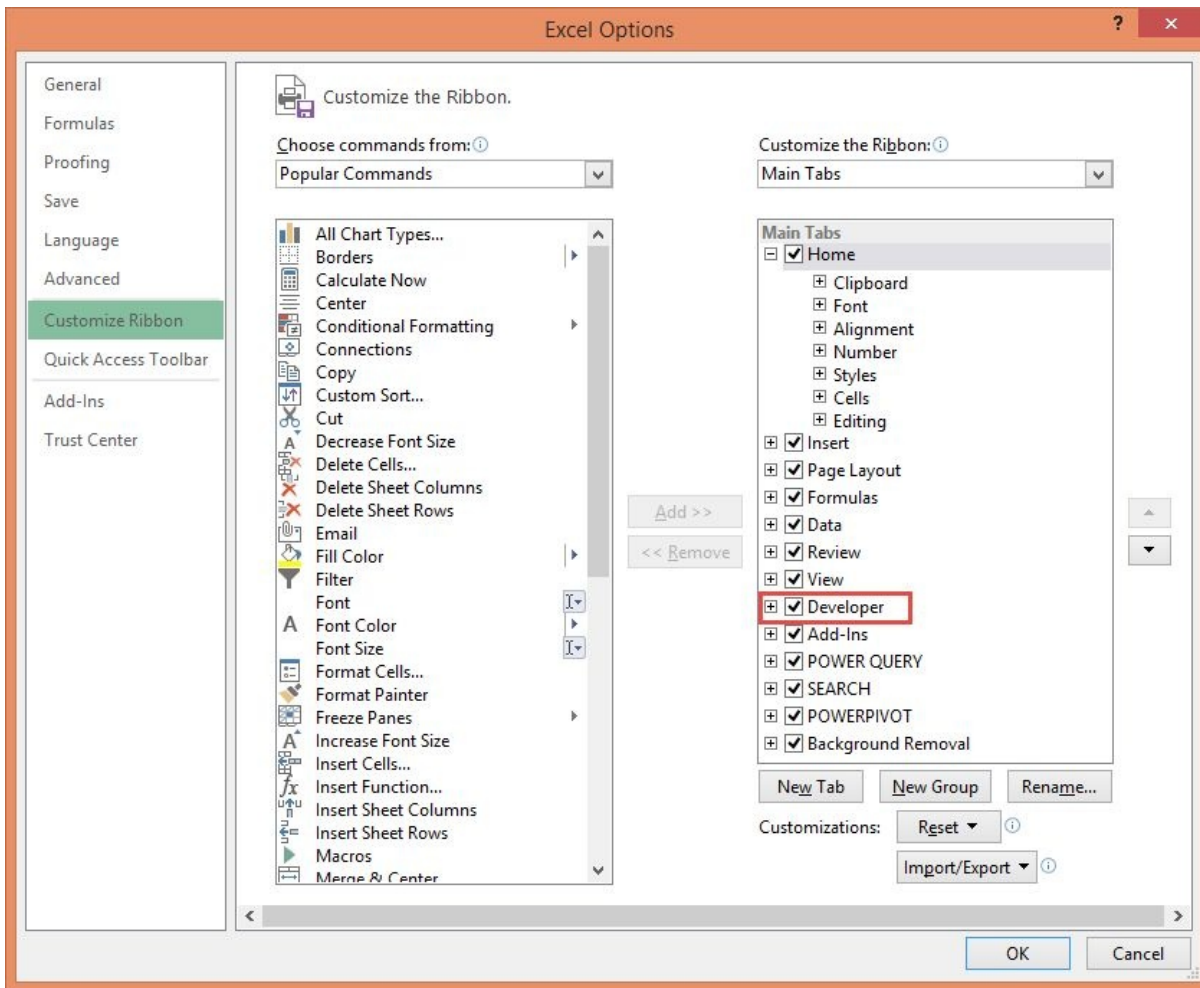 Excel Options
?
General
Formulas
Proofing
Save
Language
Advanced
Customize Ribbon
Quick Access Toolbar
Add-Ins
Trust Center
Customize the Ribbon.
Choose commands from:
Popular Commands
All Chart Types...
Borders
Calculate Now
Center
Conditional Formatting
Connections
Copy
Custom Sort...
Cut
Decrease Font Size
Delete Cells...
Delete Sheet Columns
Delete Sheet Rows
Email
Fill Color
Filter
Font
Font Color
Font Size
Format Cells...
Format Painter
Freeze Panes
Increase Font Size
Insert Cells...
Insert Function...
Insert Sheet Columns
Insert Sheet Rows
Macros
Merge & Center
Add >>
<< Remove
Customize the Ribbon:
Main Tabs
Main Tabs
Home
Clipboard
Font
Alignment
Number
Styles
Cells
Editing
Insert
Page Layout
Formulas
Data
Review
View
Developer
Add-Ins
POWER QUERY
SEARCH
POWERPIVOT
Background Removal
New Tab
New Group
Rename...
Customizations:
Reset
Import/Export
OK
Cancel